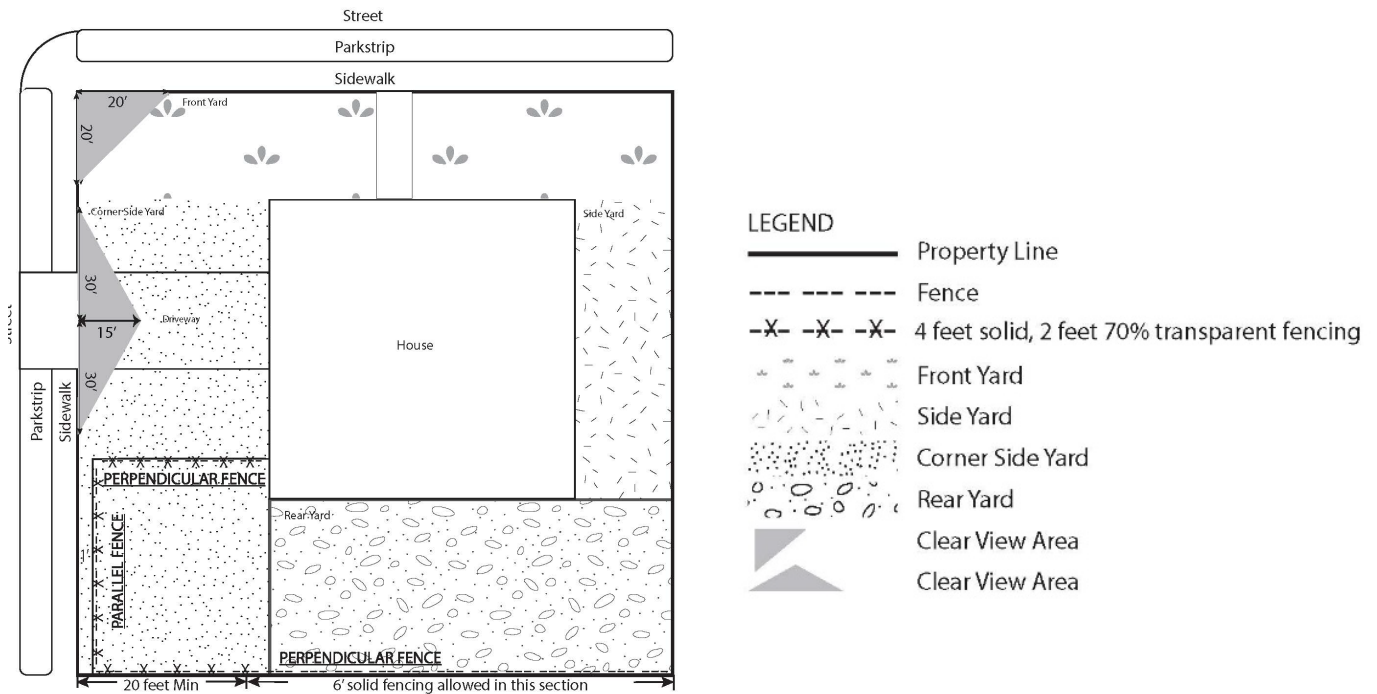 Street
Parkstrip
Sidewalk
20'
Front Yard
20'
Corner Side Yard
Side Yard
30'
Street
15'
Driveway
30'
House
Parkstrip
Sidewalk
PERPENDICULAR FENCE
PARALLEL FENCE
Rear Yard
PERPENDICULAR FENCE
20 feet Min
6' solid fencing allowed in this section
LEGEND
Property Line
Fence
4 feet solid, 2 feet 70% transparent fencing
Front Yard
Side Yard
Corner Side Yard
Rear Yard
Clear View Area
Clear View Area